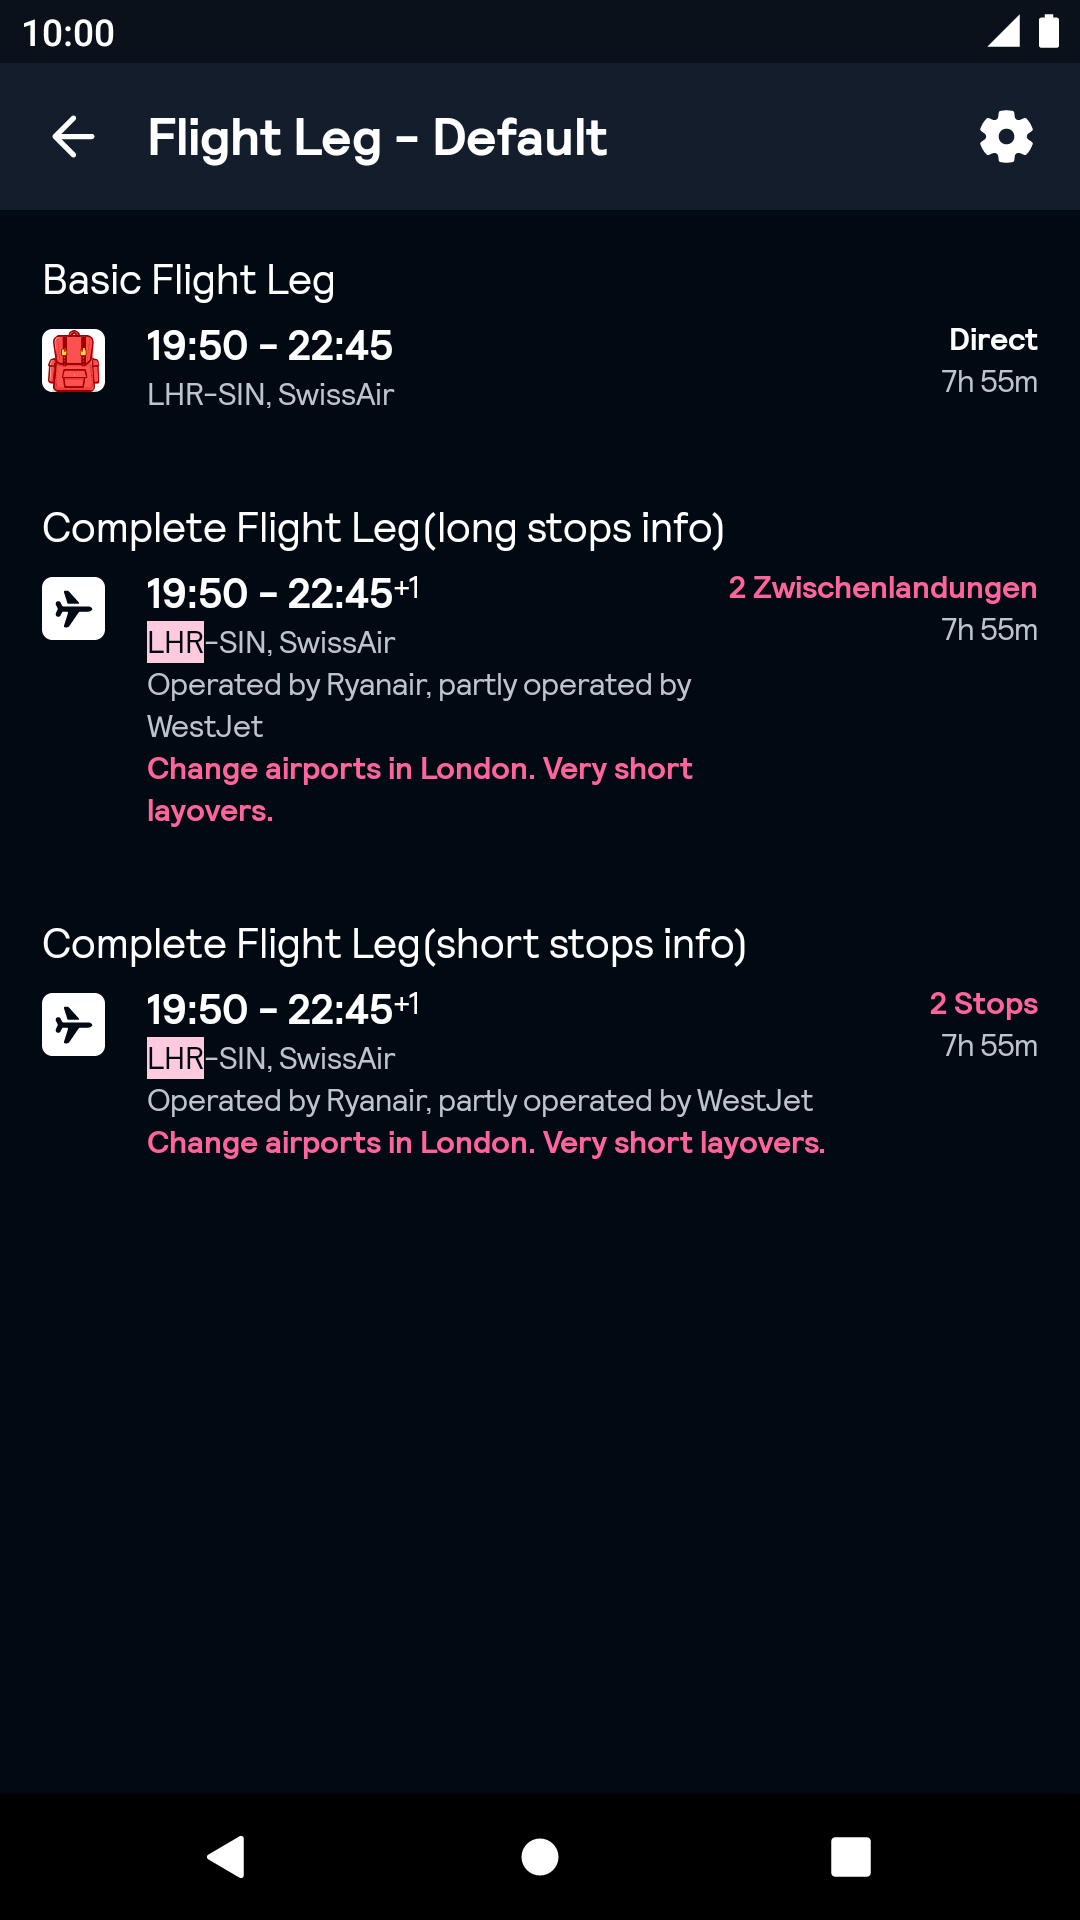 10:00
Flight Leg – Default
Basic Flight Leg
19:50 – 22:45
Direct
LHR-SIN, SwissAir
7h 55m
Complete Flight Leg(long stops info)
19:50 – 22:45+1
2 Zwischenlandungen
LHR-SIN, SwissAir
7h 55m
Operated by Ryanair, partly operated by
WestJet
Change airports in London. Very short
layovers.
Complete Flight Leg(short stops info)
19:50 – 22:45+1
2 Stops
LHR-SIN, SwissAir
7h 55m
Operated by Ryanair, partly operated by WestJet
Change airports in London. Very short layovers.